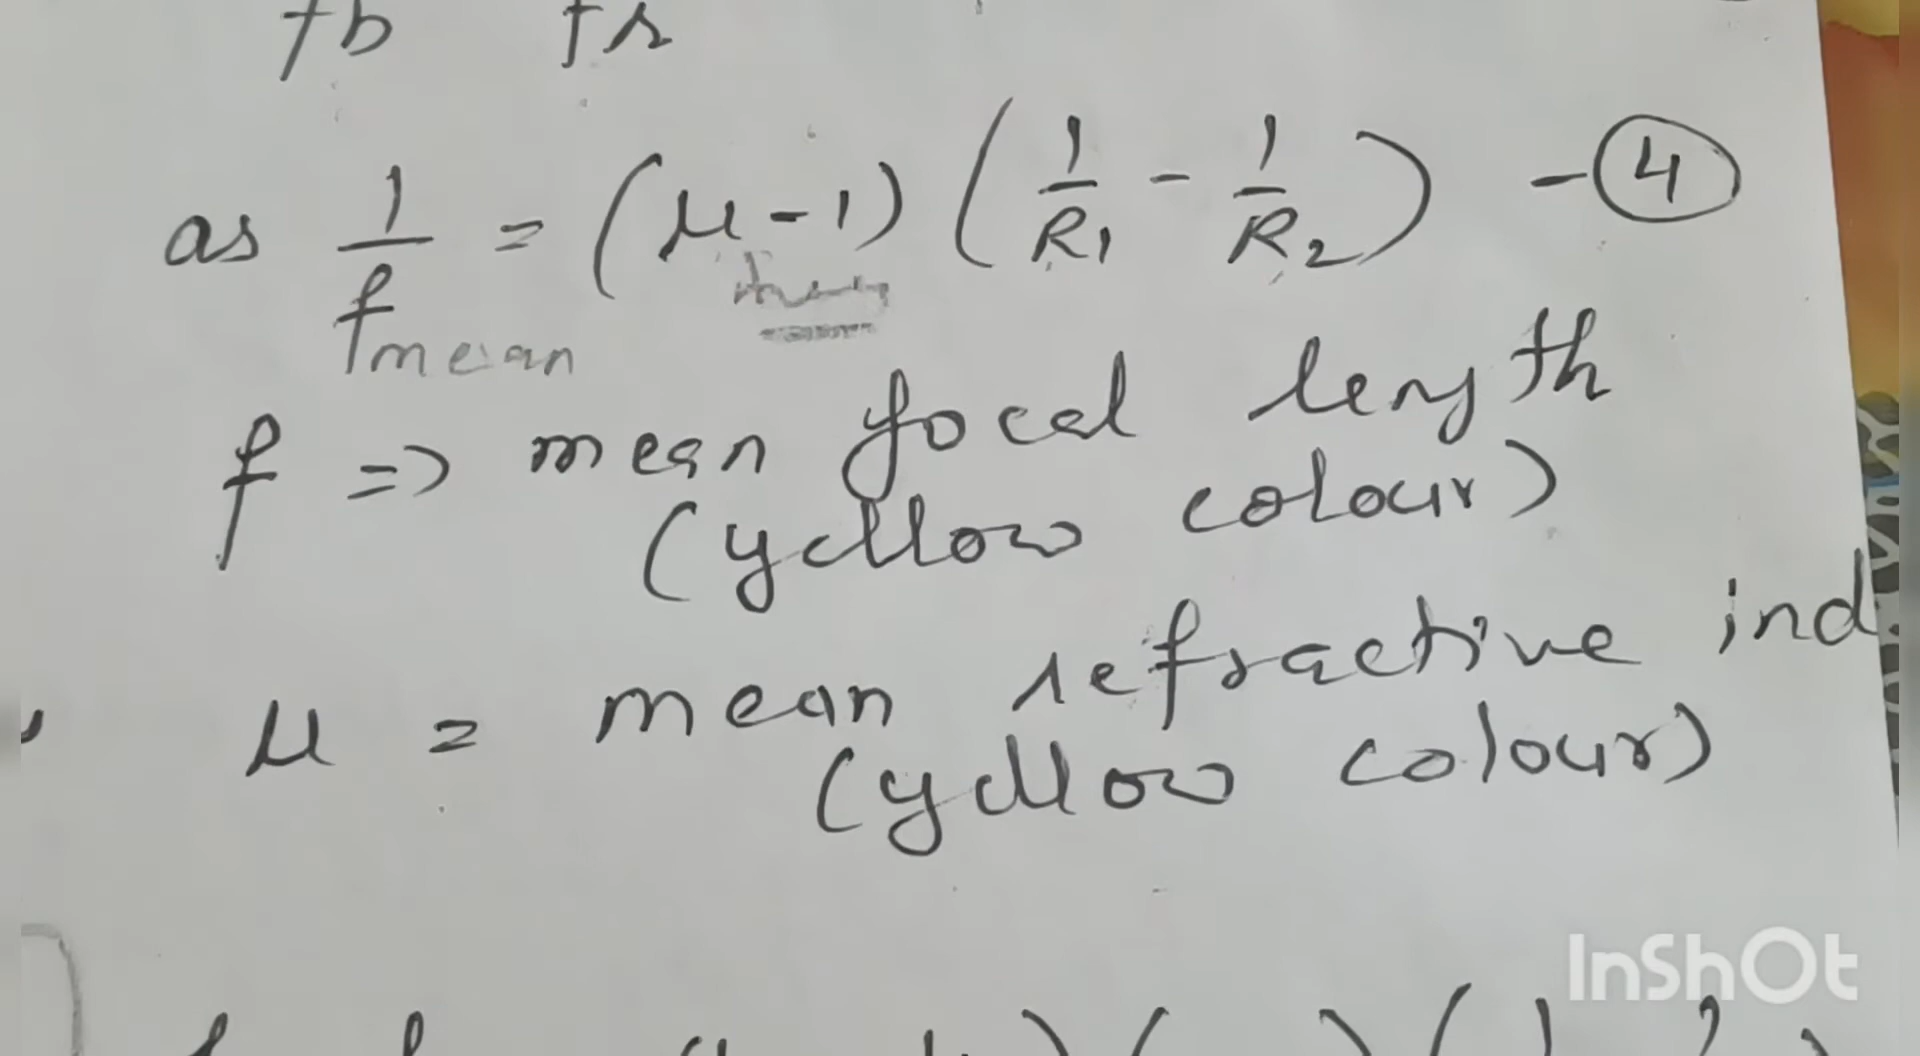 fb fr
as 1/f mean = (μ-1) (1/R1 - 1/R2) - 4
f => mean focal length
(yellow colour)
μ = mean refractive ind
(yellow colour)
InShOt